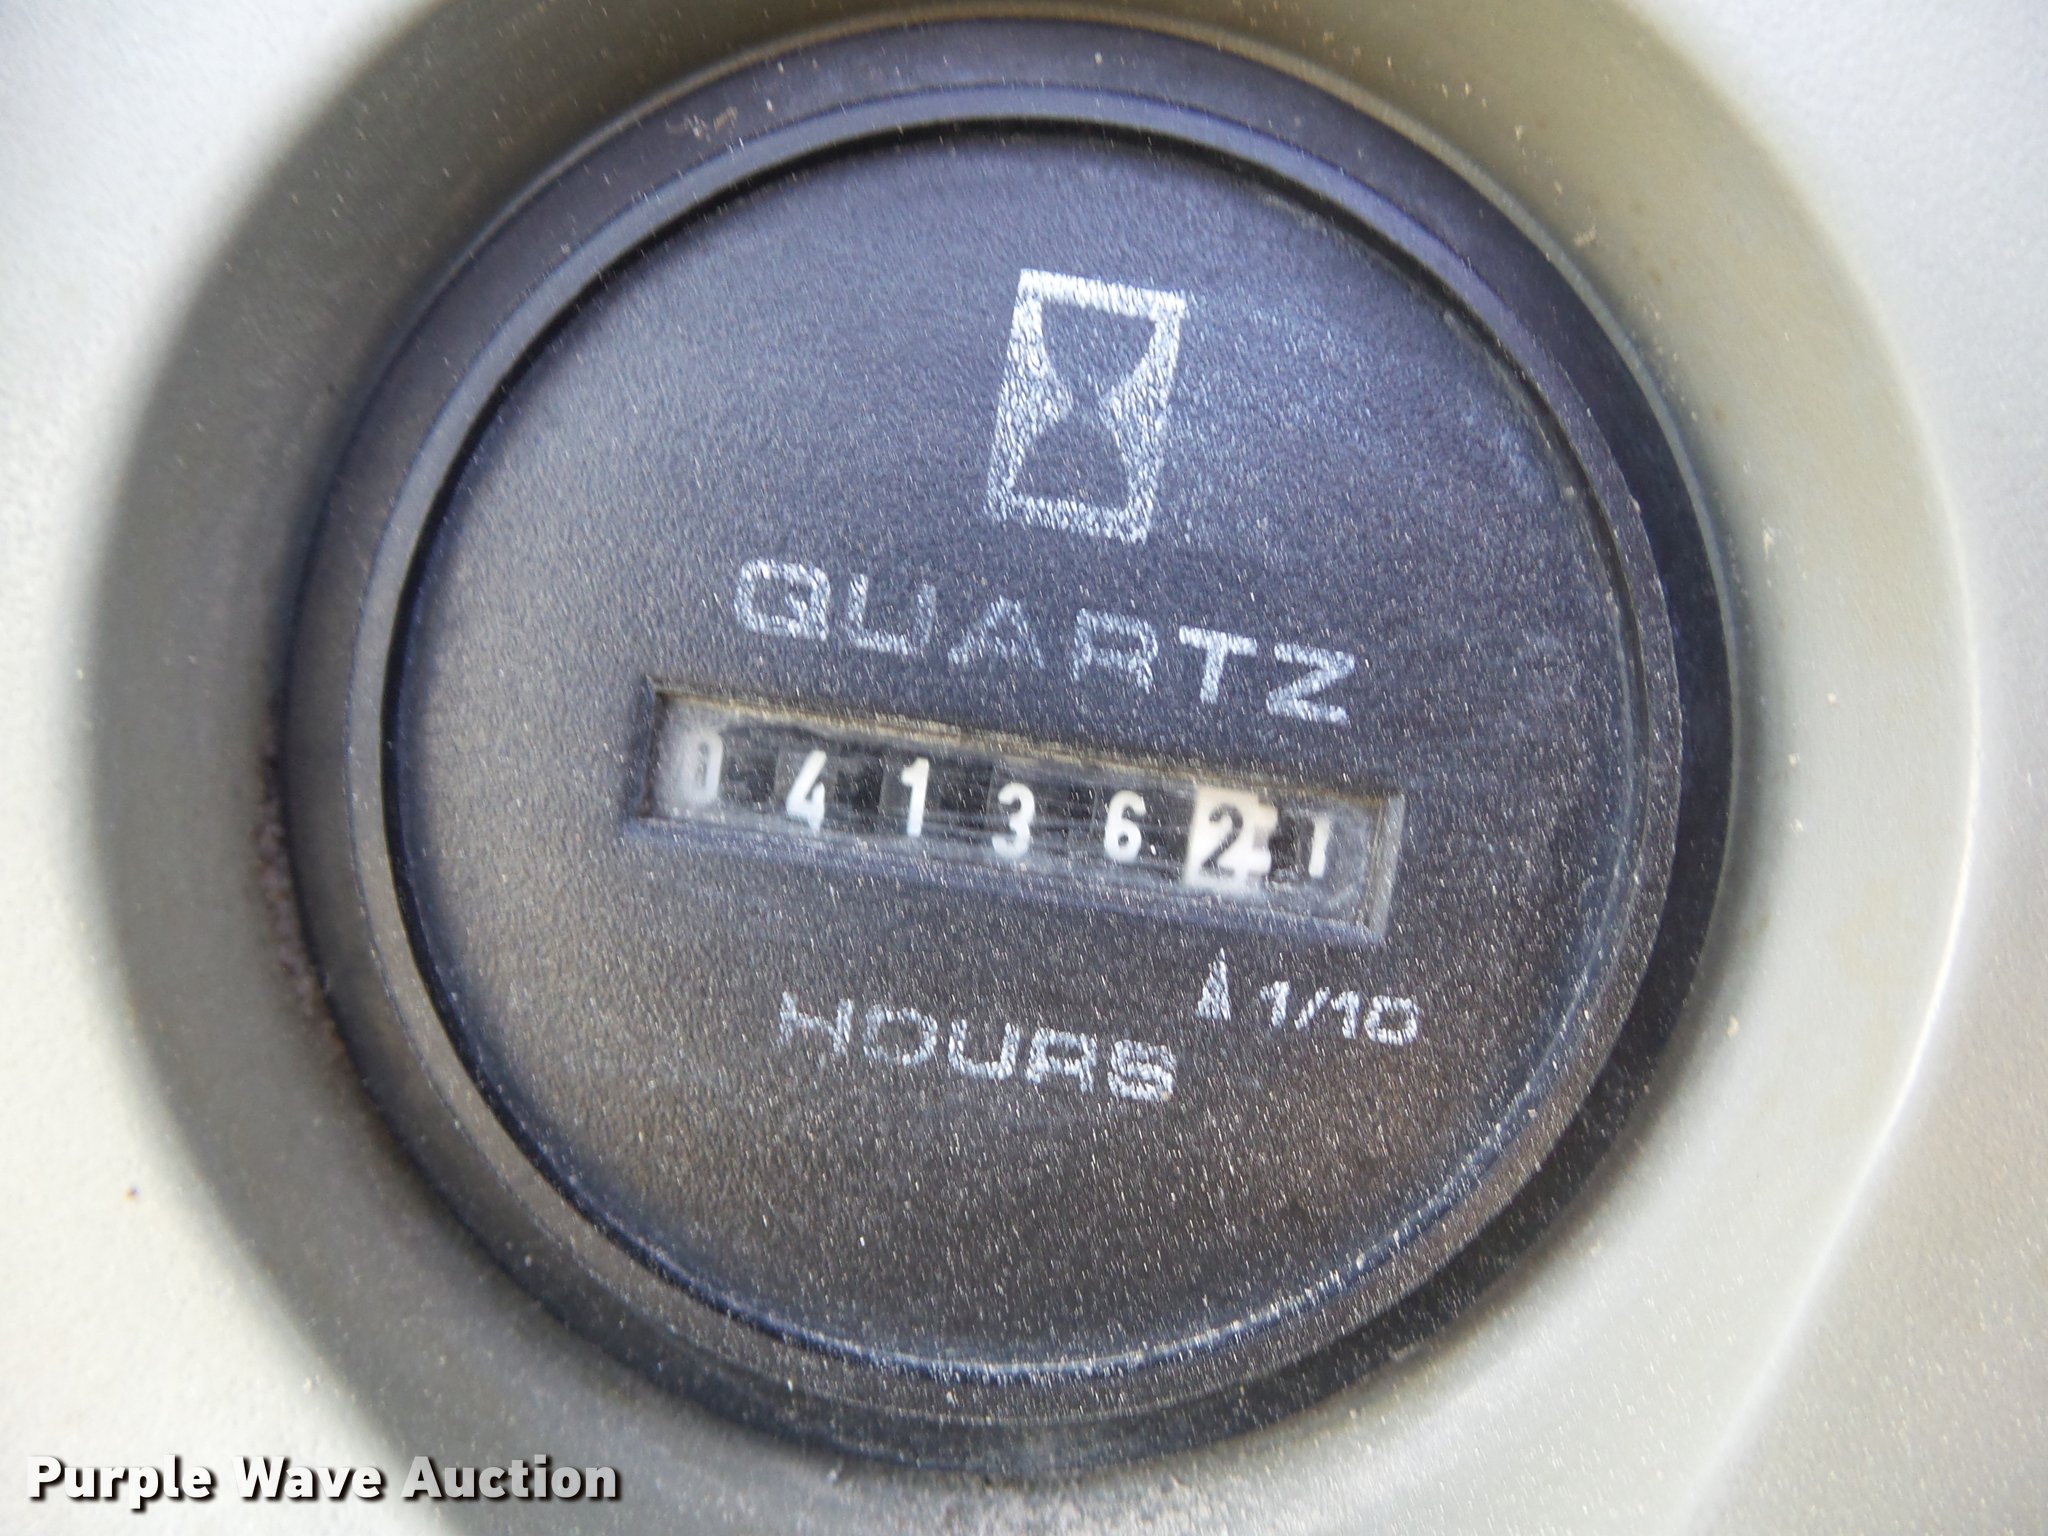 QUARTZ
0413621
HOURS
1/10
Purple Wave Auction